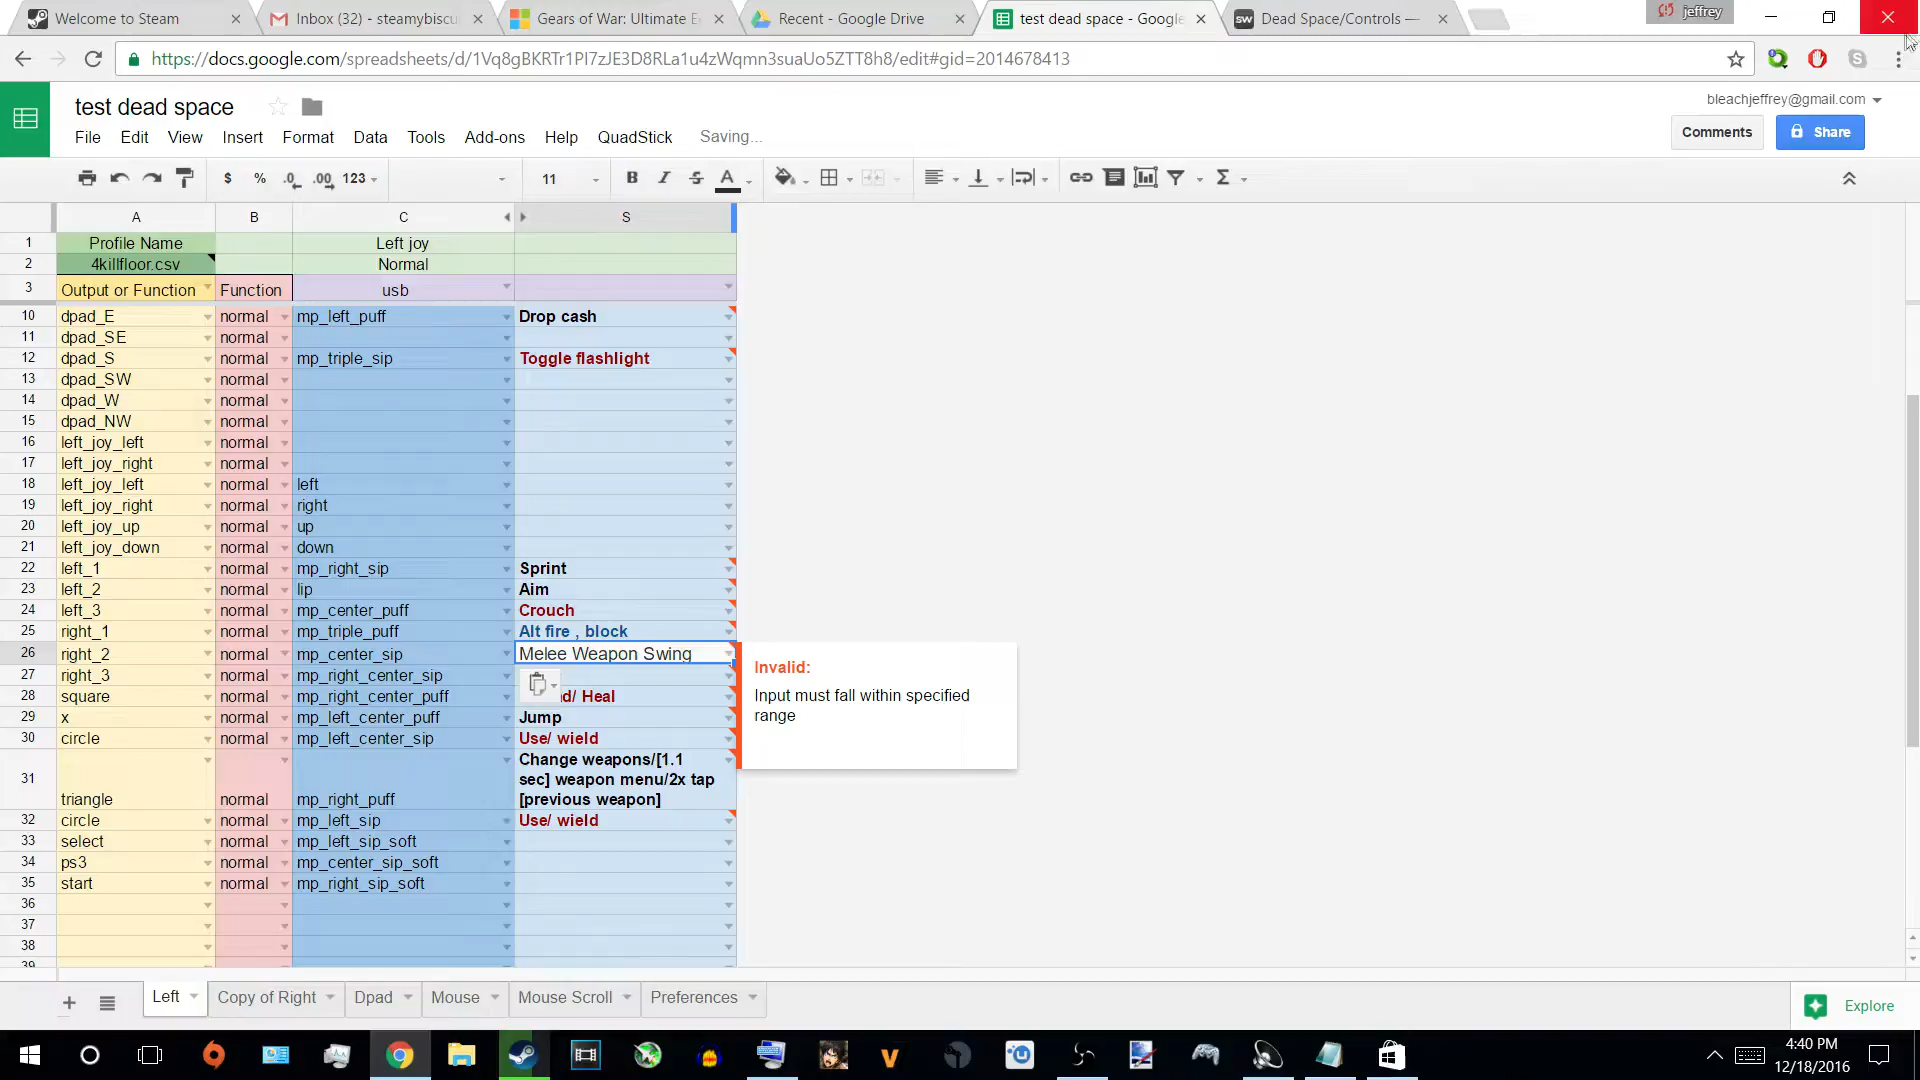 Welcome to Steam
Inbox (32) - steamybiscu
Gears of War: Ultimate E
Recent - Google Drive
test dead space - Google
Dead Space/Controls —
jeffrey
https://docs.google.com/spreadsheets/d/1Vq8gBKRTr1PI7zJE3D8RLa1u4zWqmn3suaUo5ZTT8h8/edit#gid=2014678413
test dead space
bleachjeffrey@gmail.com
File Edit View Insert Format Data Tools Add-ons Help QuadStick Saving...
Comments
Share
$ % .0 .00 123 11 B I S A Σ
A B C S
1 Profile Name Left joy
2 4killfloor.csv Normal
3 Output or Function Function usb
10 dpad_E normal mp_left_puff Drop cash
11 dpad_SE normal
12 dpad_S normal mp_triple_sip Toggle flashlight
13 dpad_SW normal
14 dpad_W normal
15 dpad_NW normal
16 left_joy_left normal
17 left_joy_right normal
18 left_joy_left normal left
19 left_joy_right normal right
20 left_joy_up normal up
21 left_joy_down normal down
22 left_1 normal mp_right_sip Sprint
23 left_2 normal lip Aim
24 left_3 normal mp_center_puff Crouch
25 right_1 normal mp_triple_puff Alt fire , block
26 right_2 normal mp_center_sip Melee Weapon Swing
27 right_3 normal mp_right_center_sip
28 square normal mp_right_center_puff d/ Heal
29 x normal mp_left_center_puff Jump
30 circle normal mp_left_center_sip Use/ wield
Change weapons/[1.1
31 sec] weapon menu/2x tap
triangle normal mp_right_puff [previous weapon]
32 circle normal mp_left_sip Use/ wield
33 select normal mp_left_sip_soft
34 ps3 normal mp_center_sip_soft
35 start normal mp_right_sip_soft
36
37
38
39
Invalid:
Input must fall within specified
range
Left
Copy of Right
Dpad
Mouse
Mouse Scroll
Preferences
Explore
4:40 PM
12/18/2016